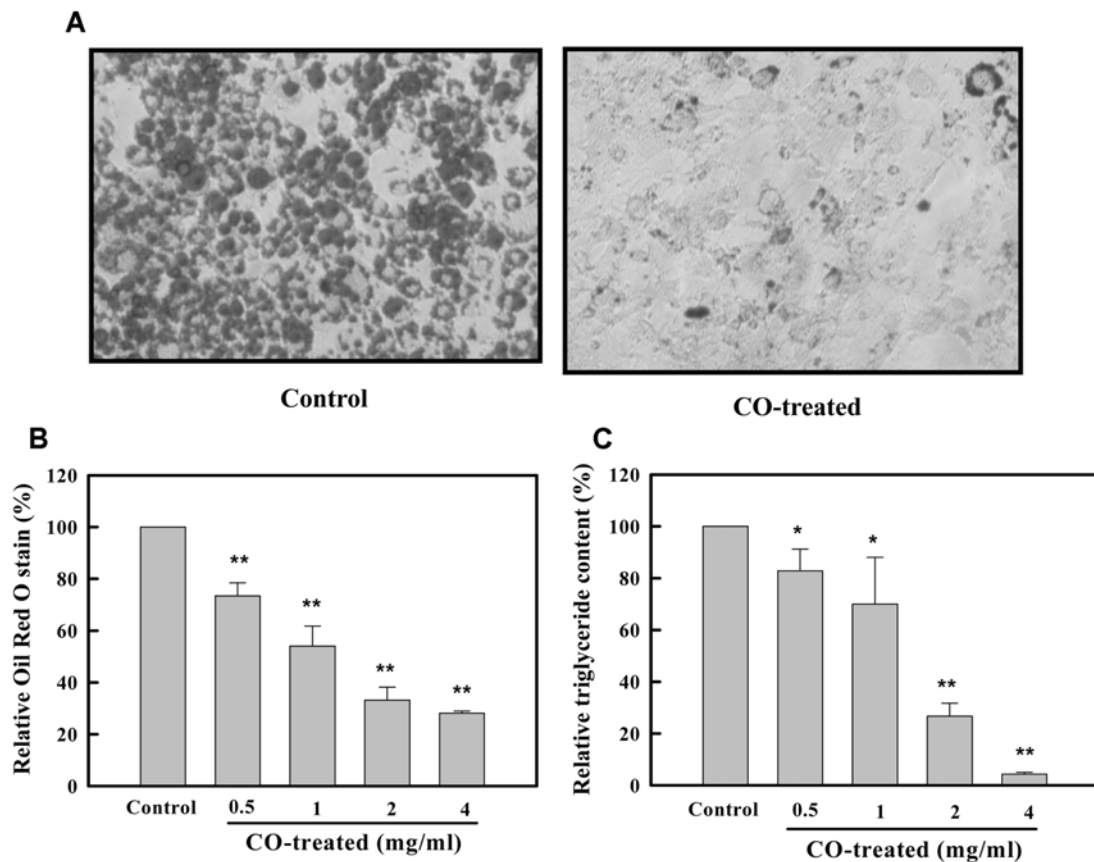 A
Control
CO-treated
B
Relative Oil Red O stain (%)
120
100
80
60
40
20
0
**
**
**
**
Control
0.5
1
2
4
CO-treated (mg/ml)
C
Relative triglyceride content (%)
120
100
80
60
40
20
0
*
*
**
**
Control
0.5
1
2
4
CO-treated (mg/ml)